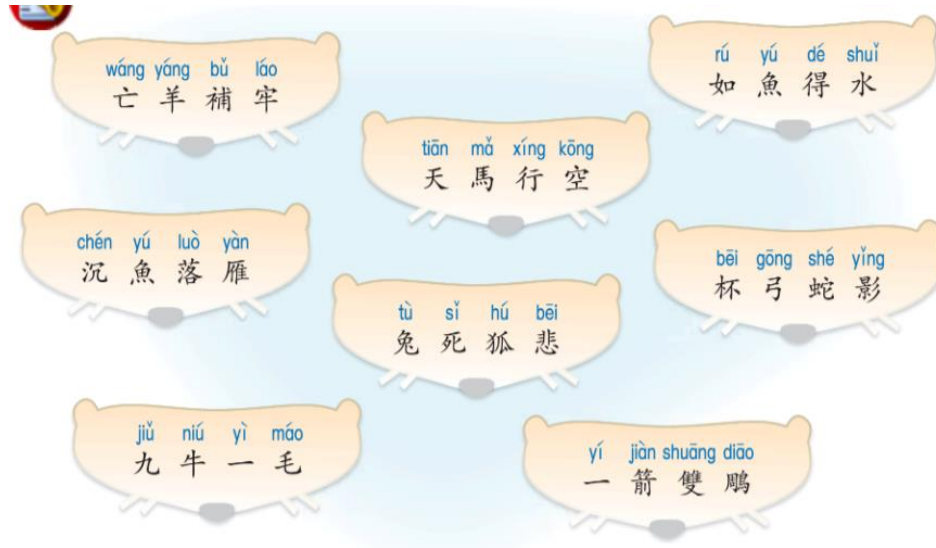 wáng yáng bǔ láo
亡羊補牢
rú yú dé shuǐ
如魚得水
tiān mǎ xíng kōng
天馬行空
chén yú luò yàn
沉魚落雁
bēi gōng shé yǐng
杯弓蛇影
tù sǐ hú bēi
兔死狐悲
jiǔ niú yì máo
九牛一毛
yí jiàn shuāng diāo
一箭雙鵰